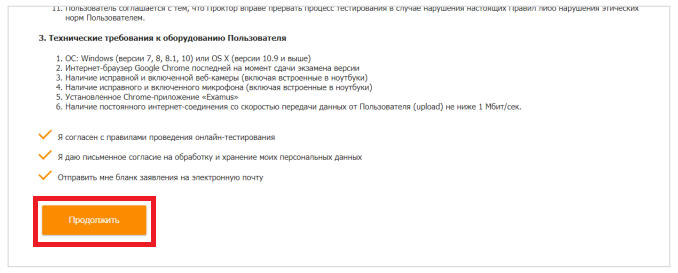 11. Пользователь соглашается с тем, что Проктор вправе прервать процесс тестирования в случае нарушения настоящих Правил либо нарушения этических
норм Пользователем.
3. Технические требования к оборудованию Пользователя
1. ОС: Windows (версии 7, 8, 8.1, 10) или OS X (версии 10.9 и выше)
2. Интернет-браузер Google Chrome последней на момент сдачи экзамена версии
3. Наличие исправной и включенной веб-камеры (включая встроенные в ноутбуки)
4. Наличие исправного и включенного микрофона (включая встроенные в ноутбуки)
5. Установленное Chrome-приложение «Examus»
6. Наличие постоянного интернет-соединения со скоростью передачи данных от Пользователя (upload) не ниже 1 Мбит/сек.
Я согласен с правилами проведения онлайн-тестирования
Я даю письменное согласие на обработку и хранение моих персональных данных
Отправить мне бланк заявления на электронную почту
Продолжить